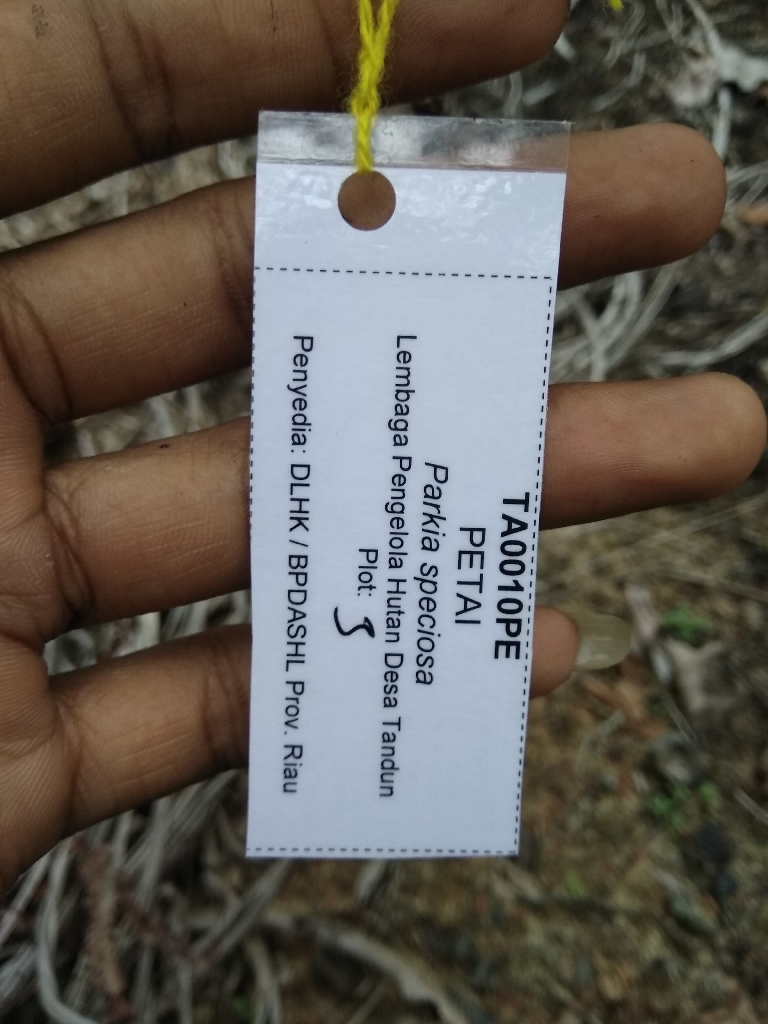 TA0010PE
PETAI
Parkia speciosa
Lembaga Pengelola Hutan Desa Tandun
Plot: 3
Penyedia: DLHK / BPDASHL Prov. Riau